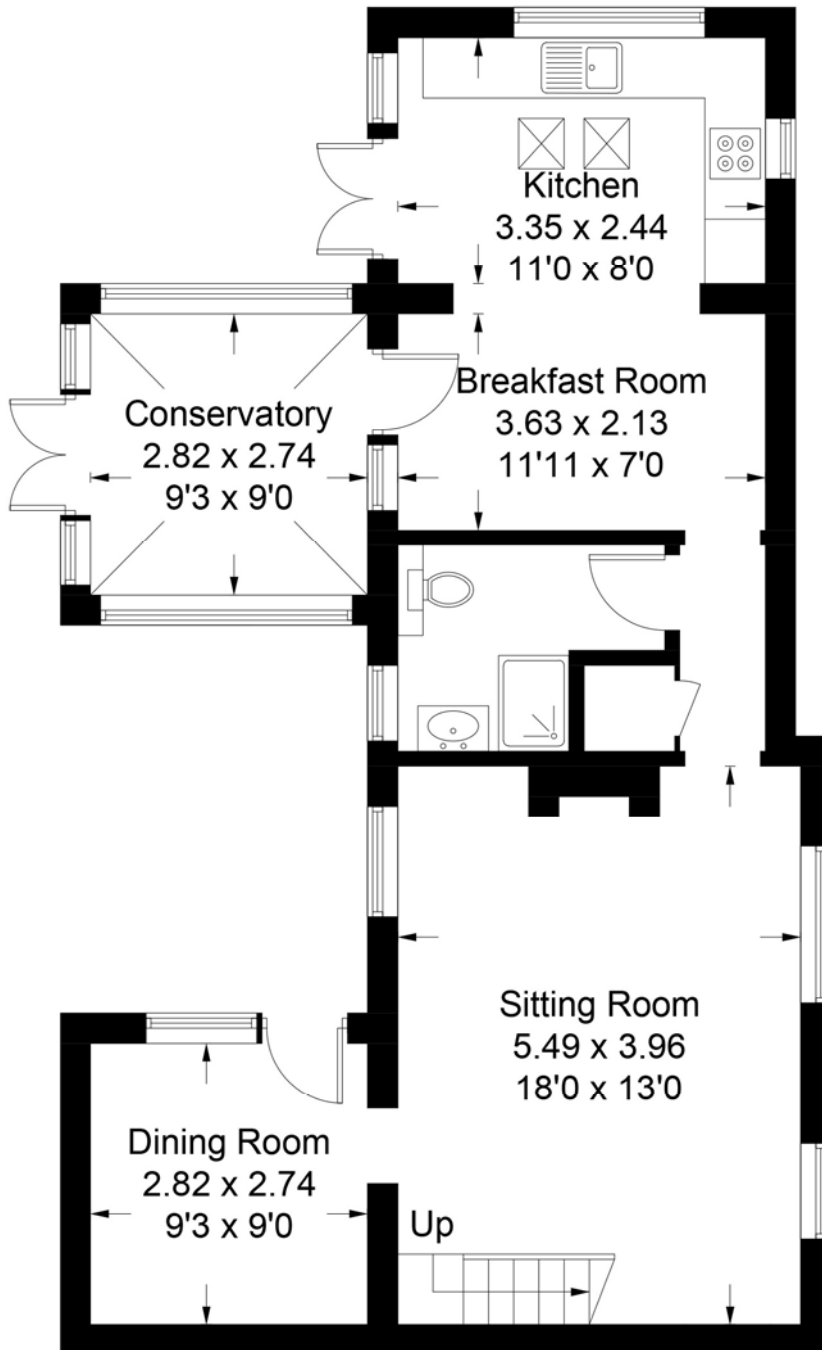 Kitchen
3.35 x 2.44
11'0 x 8'0
Breakfast Room
3.63 x 2.13
11'11 x 7'0
Conservatory
2.82 x 2.74
9'3 x 9'0
Sitting Room
5.49 x 3.96
18'0 x 13'0
Dining Room
2.82 x 2.74
9'3 x 9'0
Up